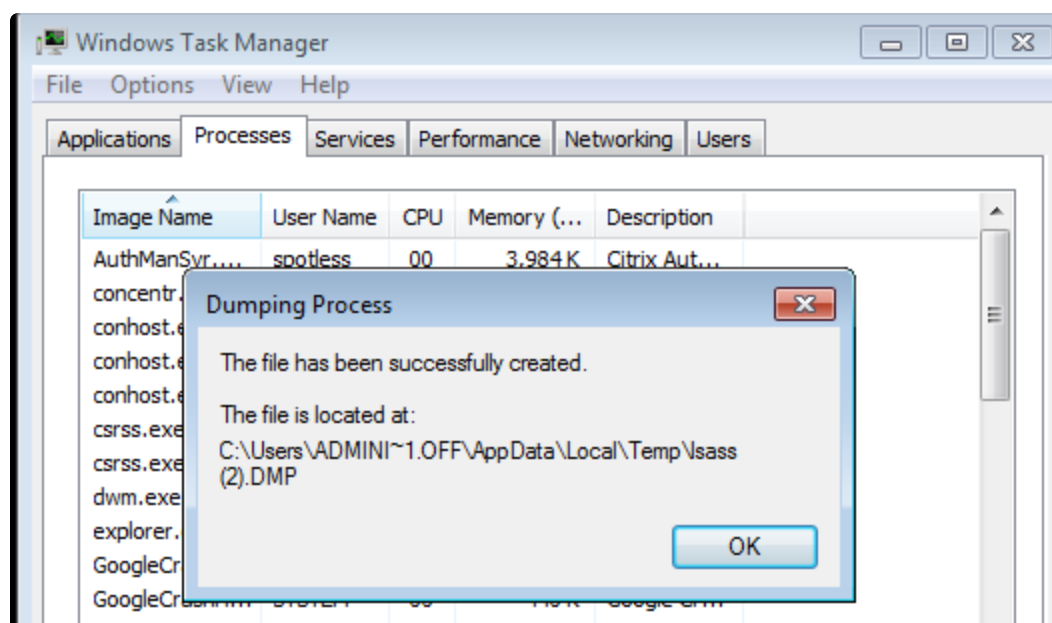 Windows Task Manager
File Options View Help
Applications Processes Services Performance Networking Users
Image Name User Name CPU Memory (... Description
AuthManSvr.... spotless 00 3,984 K Citrix Aut...
concentr.
conhost.e
conhost.e
conhost.e
csrss.exe
csrss.exe
dwm.exe
explorer.
GoogleCr
Dumping Process
The file has been successfully created.
The file is located at:
C:\Users\ADMINI~1.OFF\AppData\Local\Temp\lsass
(2).DMP
OK